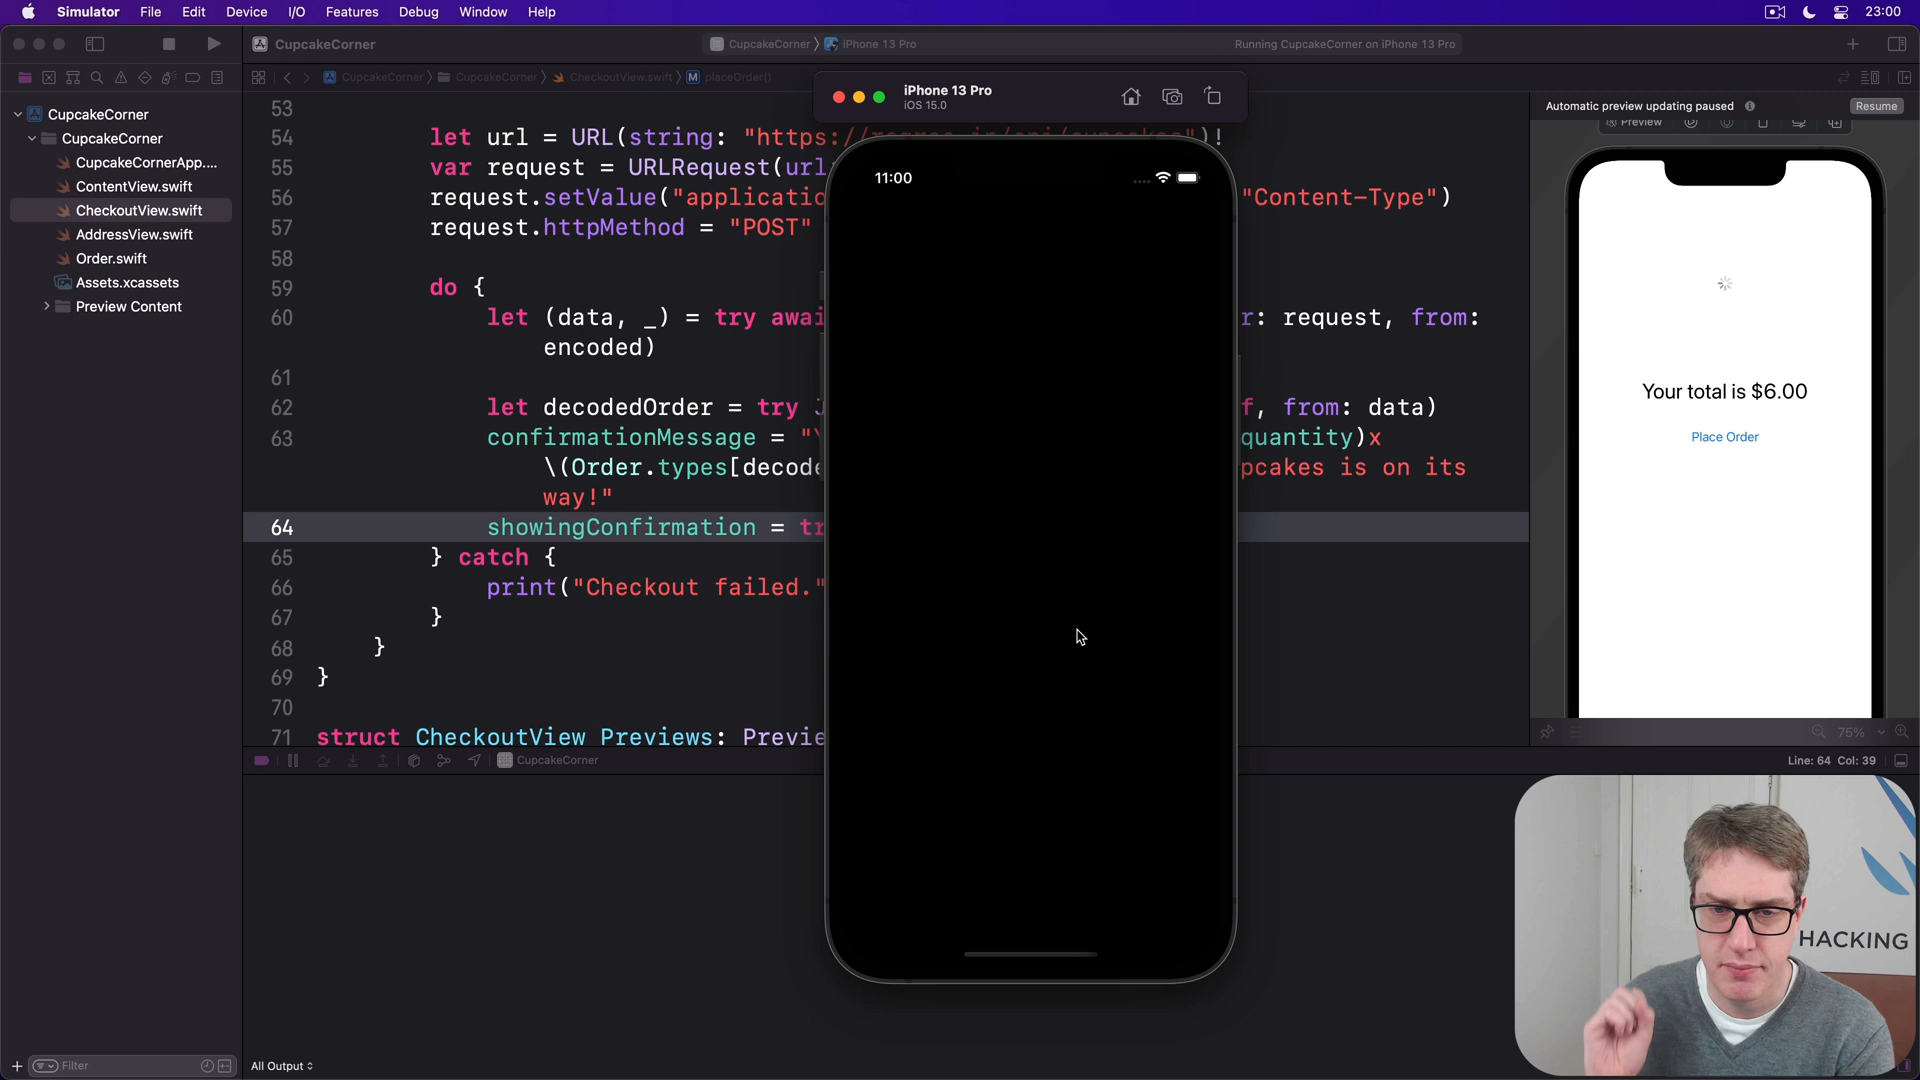 Simulator File Edit Device I/O Features Debug Window Help 23:00
CupcakeCorner CupcakeCorner iPhone 13 Pro Running CupcakeCorner on iPhone 13 Pro
CupcakeCorner CupcakeCorner CheckoutView.swift M placeOrder()
iPhone 13 Pro
iOS 15.0
Automatic preview updating paused Resume
Preview
CupcakeCorner
CupcakeCorner
CupcakeCornerApp....
ContentView.swift
CheckoutView.swift
AddressView.swift
Order.swift
Assets.xcassets
Preview Content
53
54 let url = URL(string: "https://reqres.in/api/cupcakes")!
55 var request = URLRequest(url
56 request.setValue("applicatio "Content-Type")
57 request.httpMethod = "POST"
58
59 do {
60 let (data, _) = try awai r: request, from:
encoded)
61
62 let decodedOrder = try J f, from: data)
63 confirmationMessage = "Y quantity)x
\(Order.types[decode pcakes is on its
way!"
64 showingConfirmation = tr
65 } catch {
66 print("Checkout failed."
67 }
68 }
69 }
70
71 struct CheckoutView_Previews: Previe
11:00
Your total is $6.00
Place Order
75%
CupcakeCorner Line: 64 Col: 39
HACKING
Filter All Output